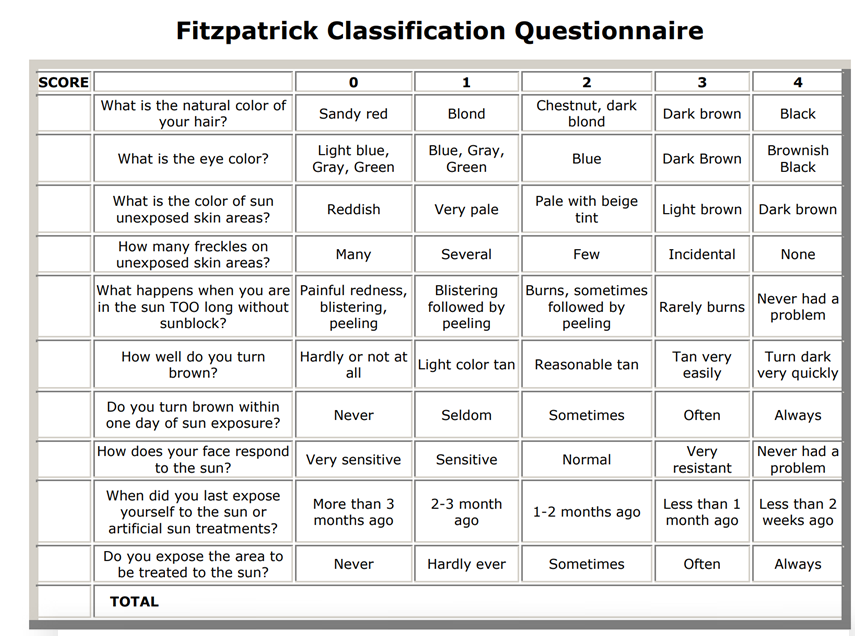 Fitzpatrick Classification Questionnaire
SCORE 0 1 2 3 4
What is the natural color of
your hair?
Sandy red
Blond
Chestnut, dark
blond
Dark brown
Black
What is the eye color?
Light blue,
Gray, Green
Blue, Gray,
Green
Blue
Dark Brown
Brownish
Black
What is the color of sun
unexposed skin areas?
Reddish
Very pale
Pale with beige
tint
Light brown
Dark brown
How many freckles on
unexposed skin areas?
Many
Several
Few
Incidental
None
What happens when you are
in the sun TOO long without
sunblock?
Painful redness,
blistering,
peeling
Blistering
followed by
peeling
Burns, sometimes
followed by
peeling
Rarely burns
Never had a
problem
How well do you turn
brown?
Hardly or not at
all
Light color tan
Reasonable tan
Tan very
easily
Turn dark
very quickly
Do you turn brown within
one day of sun exposure?
Never
Seldom
Sometimes
Often
Always
How does your face respond
to the sun?
Very sensitive
Sensitive
Normal
Very
resistant
Never had a
problem
When did you last expose
yourself to the sun or
artificial sun treatments?
More than 3
months ago
2-3 month
ago
1-2 months ago
Less than 1
month ago
Less than 2
weeks ago
Do you expose the area to
be treated to the sun?
Never
Hardly ever
Sometimes
Often
Always
TOTAL